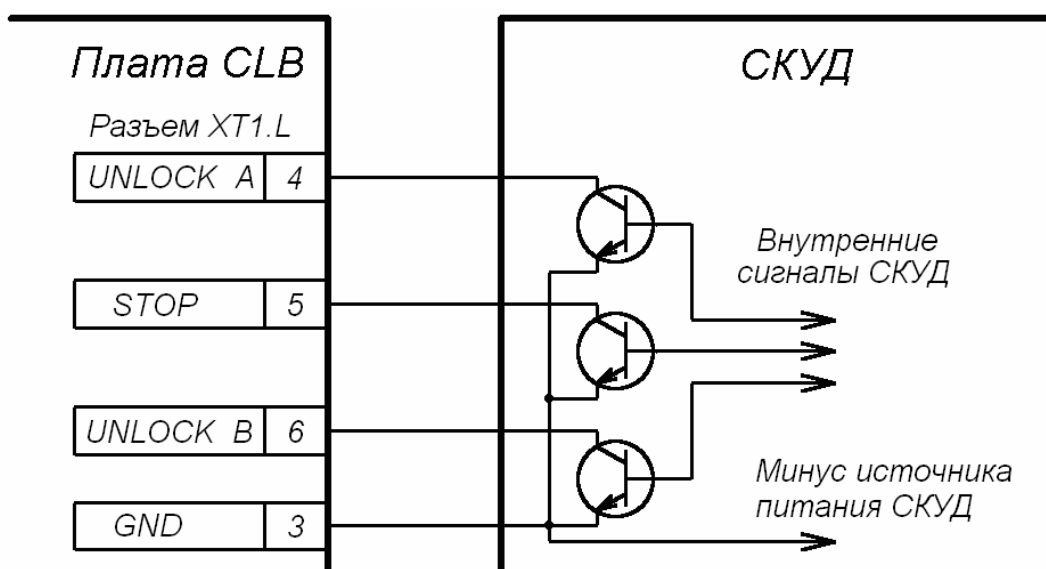 Плата CLB
СКУД
Разъем XT1.L
UNLOCK A 4
STOP 5
UNLOCK B 6
GND 3
Внутренние
сигналы СКУД
Минус источника
питания СКУД